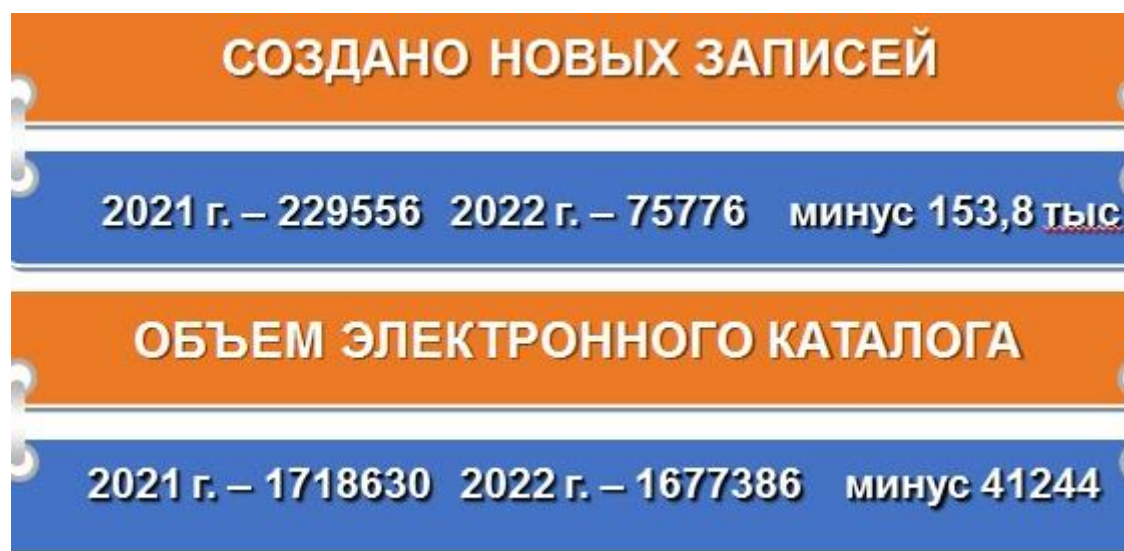 СОЗДАНО НОВЫХ ЗАПИСЕЙ
2021 г. – 229556 2022 г. – 75776 минус 153,8 тыс
ОБЪЕМ ЭЛЕКТРОННОГО КАТАЛОГА
2021 г. – 1718630 2022 г. – 1677386 минус 41244